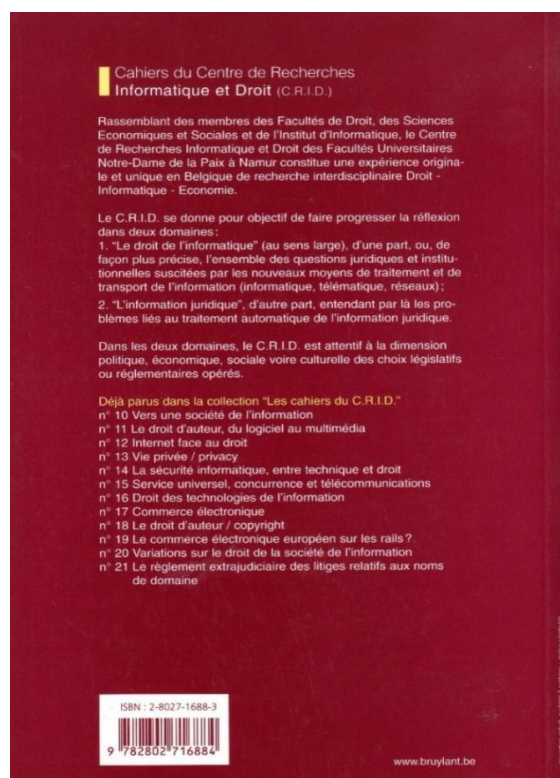 Cahiers du Centre de Recherches
Informatique et Droit (C.R.I.D.)
Rassemblant des membres des Facultés de Droit, des Sciences
Economiques et Sociales et de l'Institut d'Informatique, le Centre
de Recherches Informatique et Droit des Facultés Universitaires
Notre-Dame de la Paix à Namur constitue une expérience origina-
le et unique en Belgique de recherche interdisciplinaire Droit -
Informatique - Economie.
Le C.R.I.D. se donne pour objectif de faire progresser la réflexion
dans deux domaines :
1. "Le droit de l'informatique" (au sens large), d'une part, ou, de
façon plus précise, l'ensemble des questions juridiques et institu-
tionnelles suscitées par les nouveaux moyens de traitement et de
transport de l'information (informatique, télématique, réseaux) ;
2. "L'information juridique", d'autre part, entendant par là les pro-
blèmes liés au traitement automatique de l'information juridique.
Dans les deux domaines, le C.R.I.D. est attentif à la dimension
politique, économique, sociale voire culturelle des choix législatifs
ou réglementaires opérés.
Déjà parus dans la collection "Les cahiers du C.R.I.D."
n° 10 Vers une société de l'information
n° 11 Le droit d'auteur, du logiciel au multimédia
n° 12 Internet face au droit
n° 13 Vie privée / privacy
n° 14 La sécurité informatique, entre technique et droit
n° 15 Service universel, concurrence et télécommunications
n° 16 Droit des technologies de l'information
n° 17 Commerce électronique
n° 18 Le droit d'auteur / copyright
n° 19 Le commerce électronique européen sur les rails ?
n° 20 Variations sur le droit de la société de l'information
n° 21 Le règlement extrajudiciaire des litiges relatifs aux noms
de domaine
ISBN : 2-8027-1688-3
9 782802 716884
www.bruylant.be